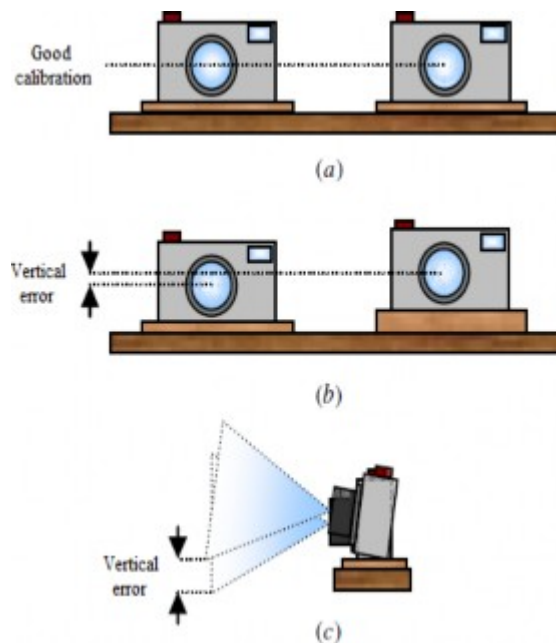 Good
calibration
(a)
Vertical
error
(b)
Vertical
error
(c)